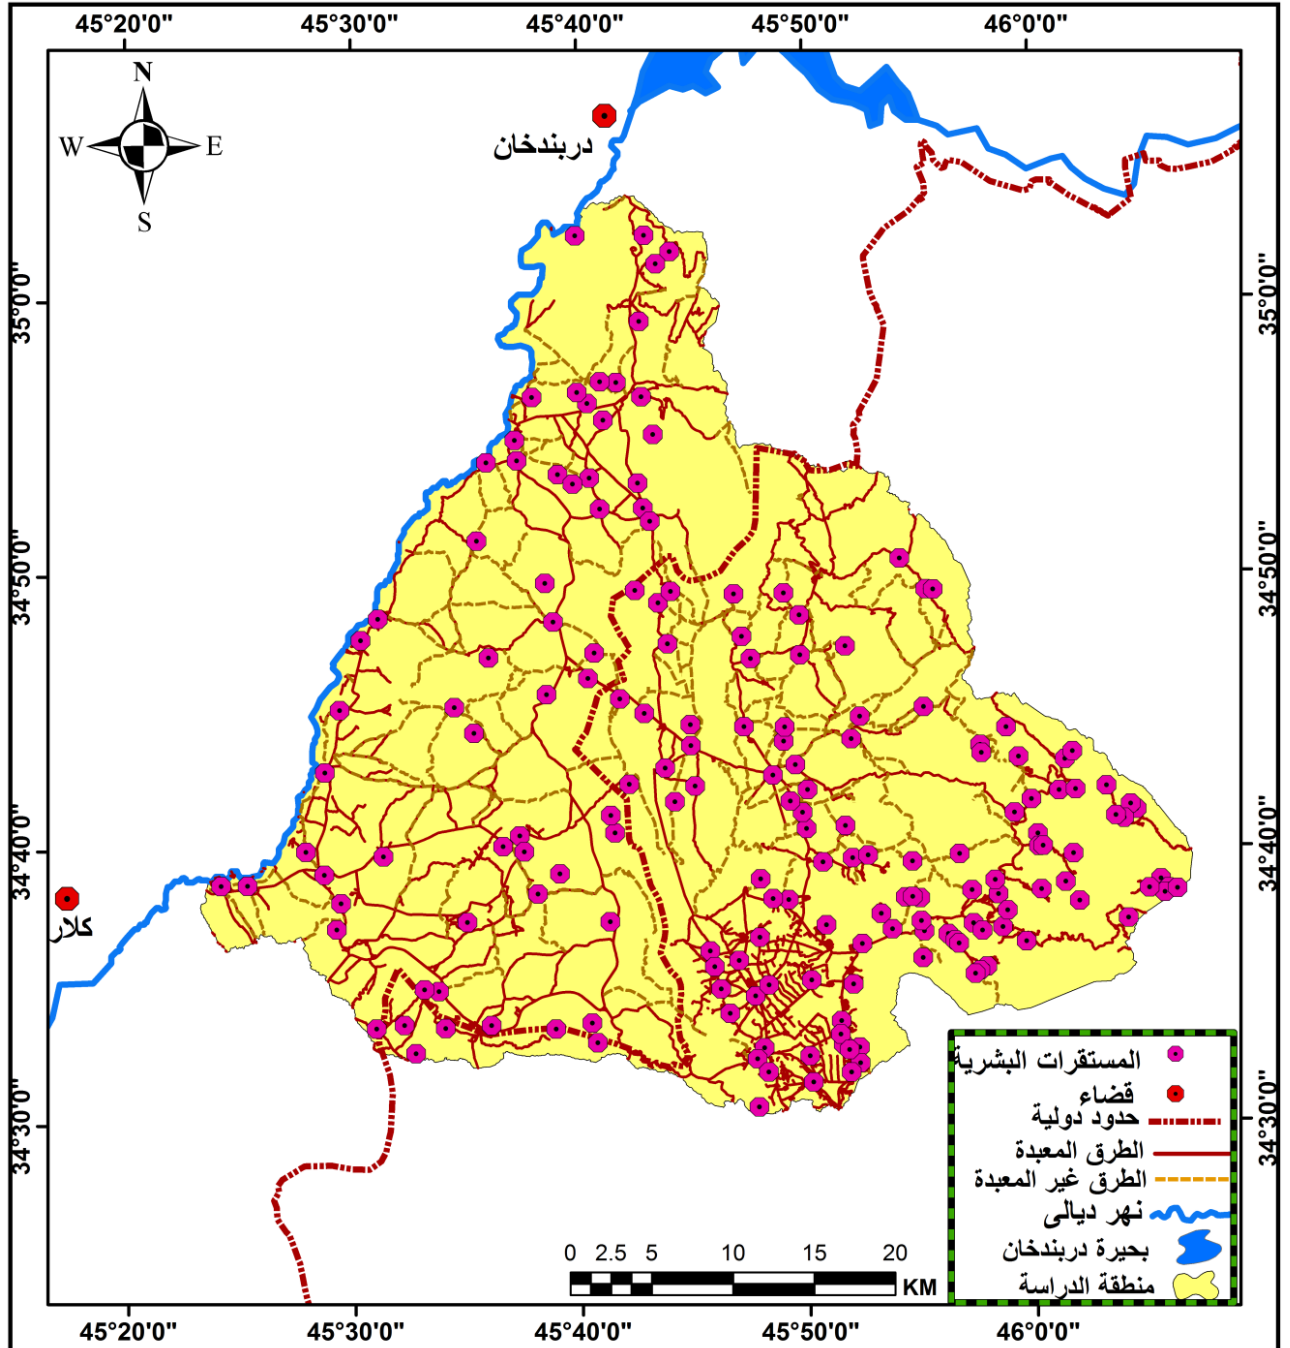 45°20'0" 45°30'0" 45°40'0" 45°50'0" 46°0'0"
N
W E
S
دربندخان
35°0'0" 35°0'0"
34°50'0" 34°50'0"
34°40'0" 34°40'0"
كلار
34°30'0" 34°30'0"
المستقرات البشرية
قضاء
حدود دولية
الطرق المعبدة
الطرق غير المعبدة
نهر ديالى
بحيرة دربندخان
منطقة الدراسة
0 2.5 5 10 15 20
KM
45°20'0" 45°30'0" 45°40'0" 45°50'0" 46°0'0"